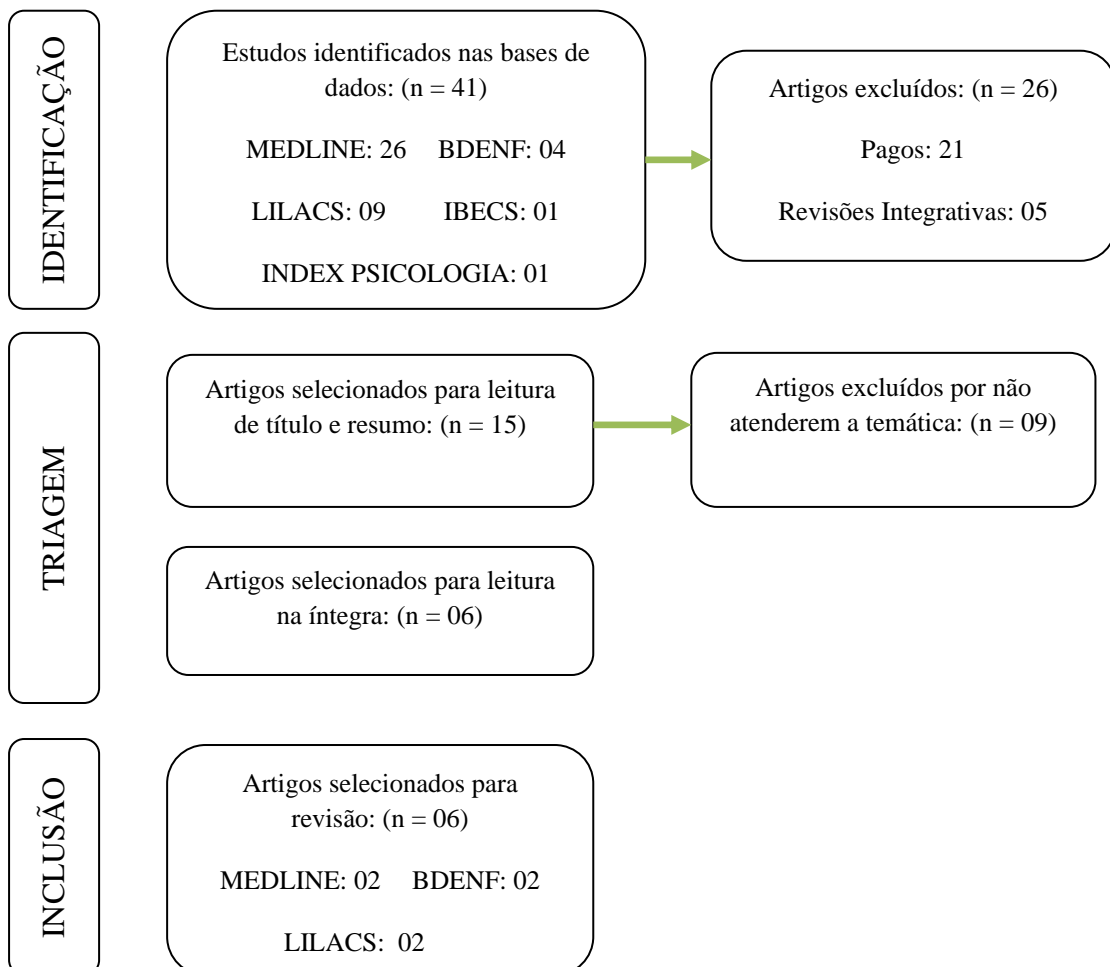 IDENTIFICAÇÃO
Estudos identificados nas bases de
dados: (n = 41)
MEDLINE: 26 BDENF: 04
LILACS: 09 IBECS: 01
INDEX PSICOLOGIA: 01
Artigos excluídos: (n = 26)
Pagos: 21
Revisões Integrativas: 05
TRIAGEM
Artigos selecionados para leitura
de título e resumo: (n = 15)
Artigos excluídos por não
atenderem a temática: (n = 09)
Artigos selecionados para leitura
na íntegra: (n = 06)
INCLUSÃO
Artigos selecionados para
revisão: (n = 06)
MEDLINE: 02 BDENF: 02
LILACS: 02